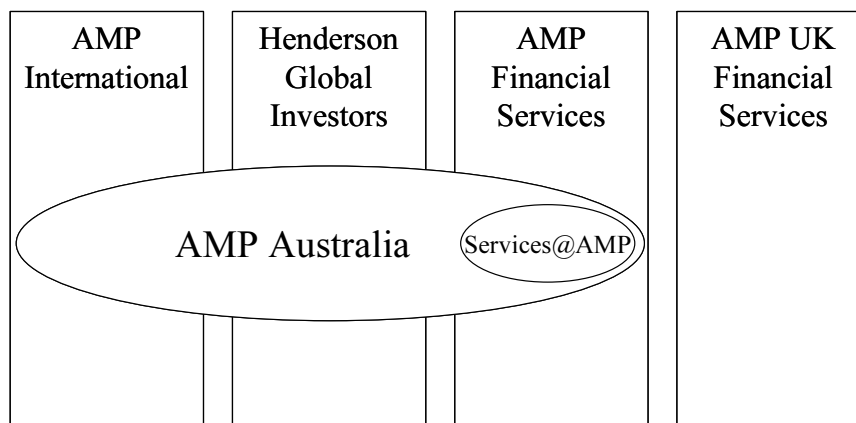 AMP
International
Henderson
Global
Investors
AMP
Financial
Services
AMP UK
Financial
Services
AMP Australia
Services@AMP